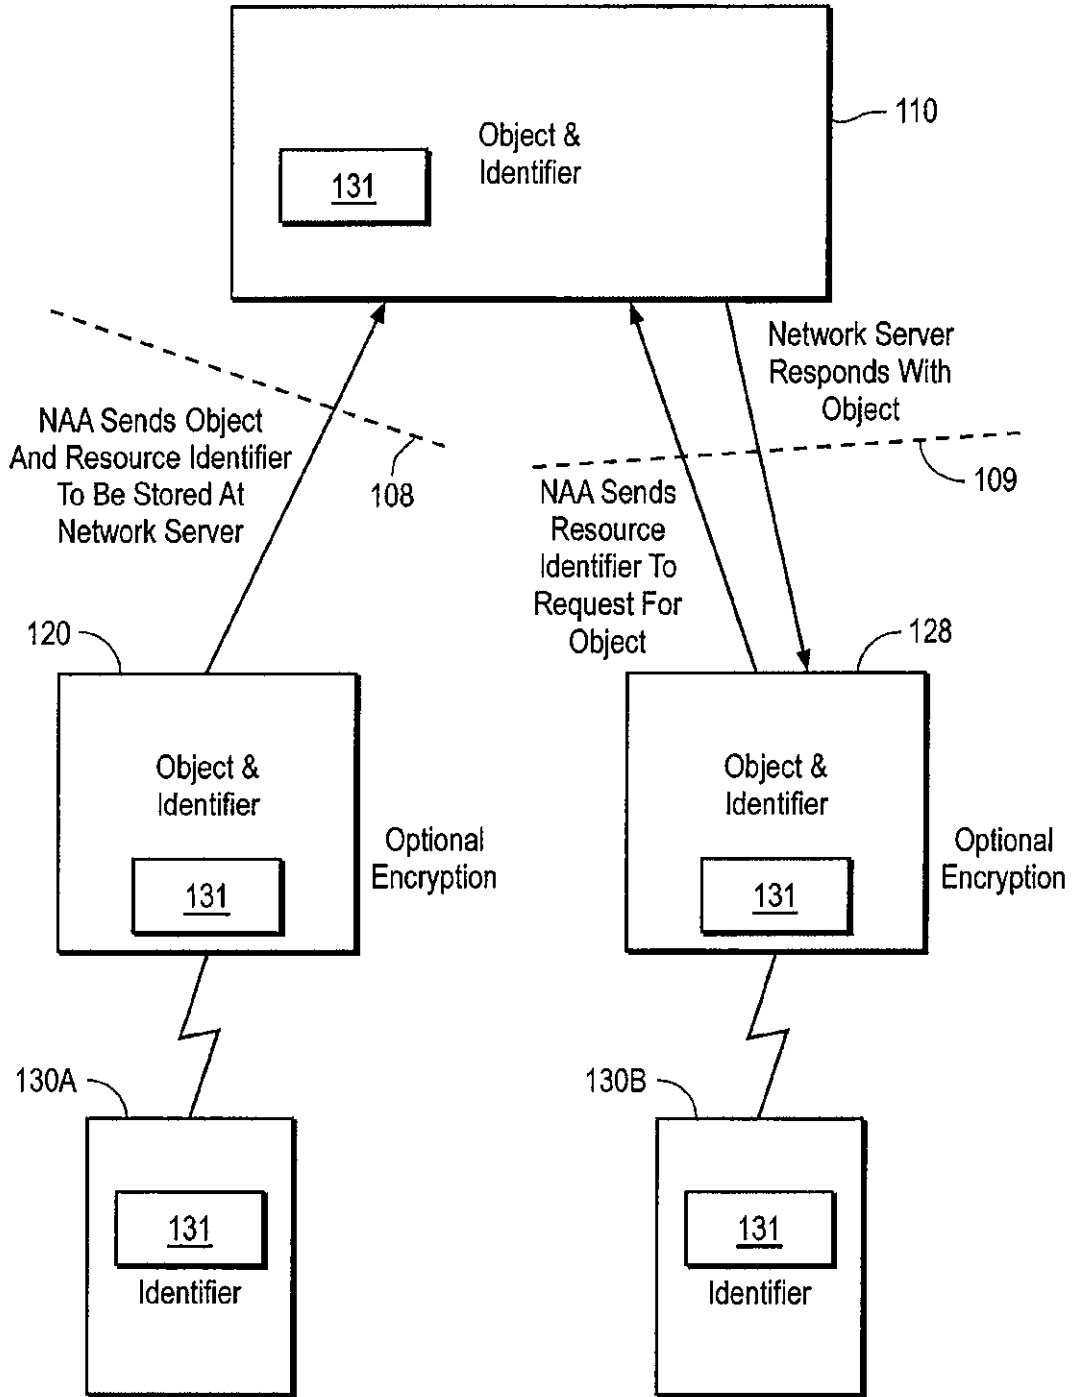 110
Object &
Identifier
131
Network Server
Responds With
Object
NAA Sends Object
And Resource Identifier
To Be Stored At
Network Server
108
109
NAA Sends
Resource
Identifier To
Request For
Object
120
128
Object &
Identifier
131
Optional
Encryption
Object &
Identifier
131
Optional
Encryption
130A
131
Identifier
130B
131
Identifier